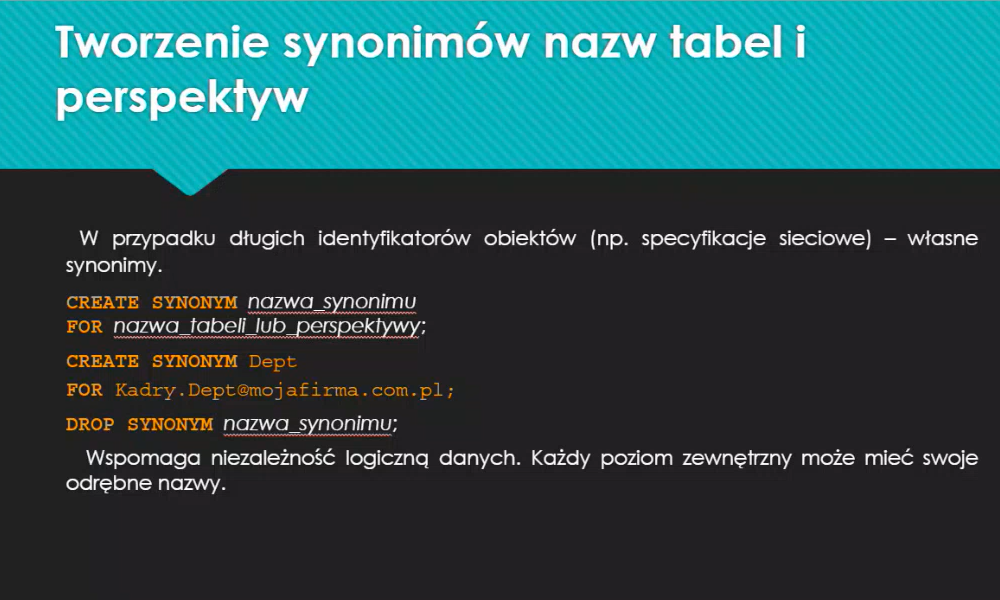 Tworzenie synonimów nazw tabel i
perspektyw
W przypadku długich identyfikatorów obiektów (np. specyfikacje sieciowe) – własne
synonimy.
CREATE SYNONYM nazwa_synonimu
FOR nazwa_tabeli_lub_perspektywy;
CREATE SYNONYM Dept
FOR Kadry.Dept@mojafirma.com.pl;
DROP SYNONYM nazwa_synonimu;
Wspomaga niezależność logiczną danych. Każdy poziom zewnętrzny może mieć swoje
odrębne nazwy.